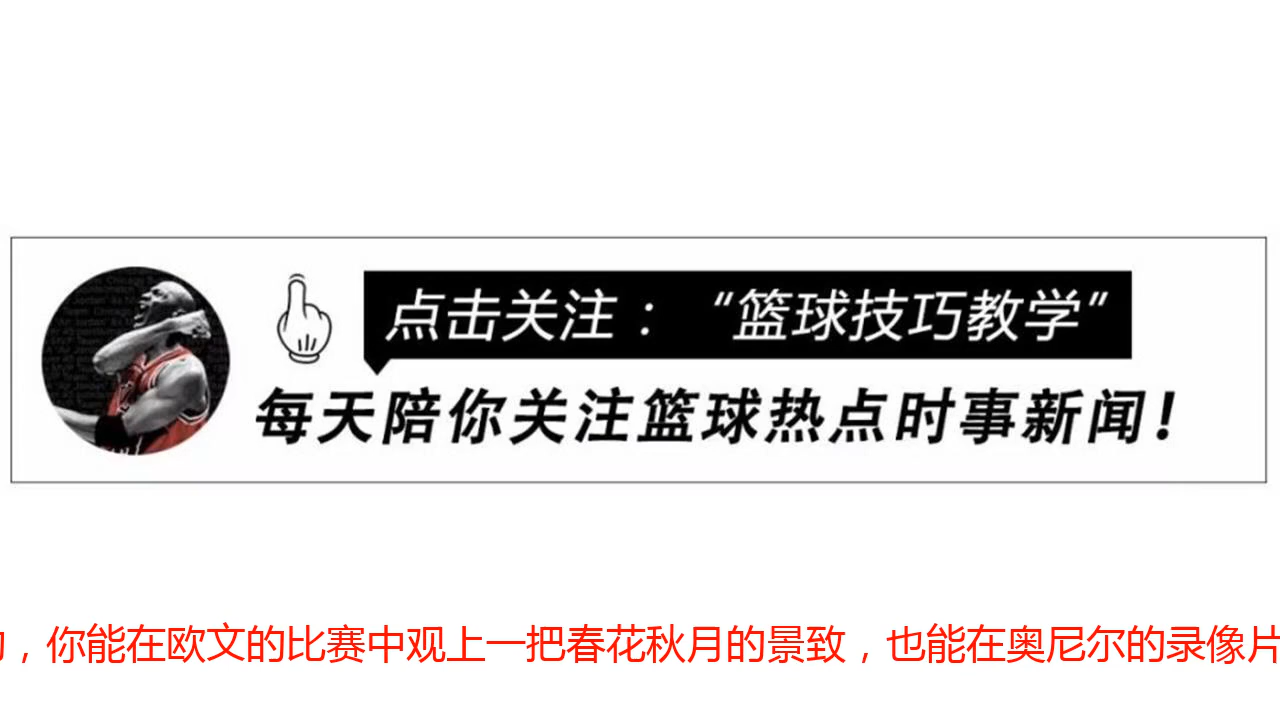 点击关注：“篮球技巧教学”
每天陪你关注篮球热点时事新闻！
，你能在欧文的比赛中观上一把春花秋月的景致，也能在奥尼尔的录像片